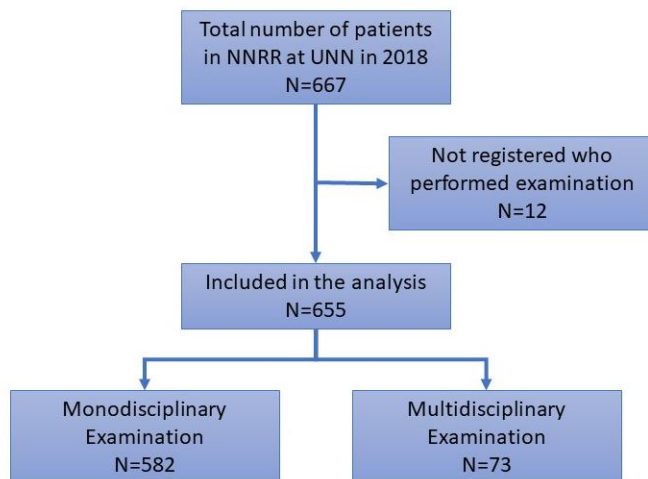 Total number of patients
in NNRR at UNN in 2018
N=667
Not registered who
performed examination
N=12
Included in the analysis
N=655
Monodisciplinary
Examination
N=582
Multidisciplinary
Examination
N=73